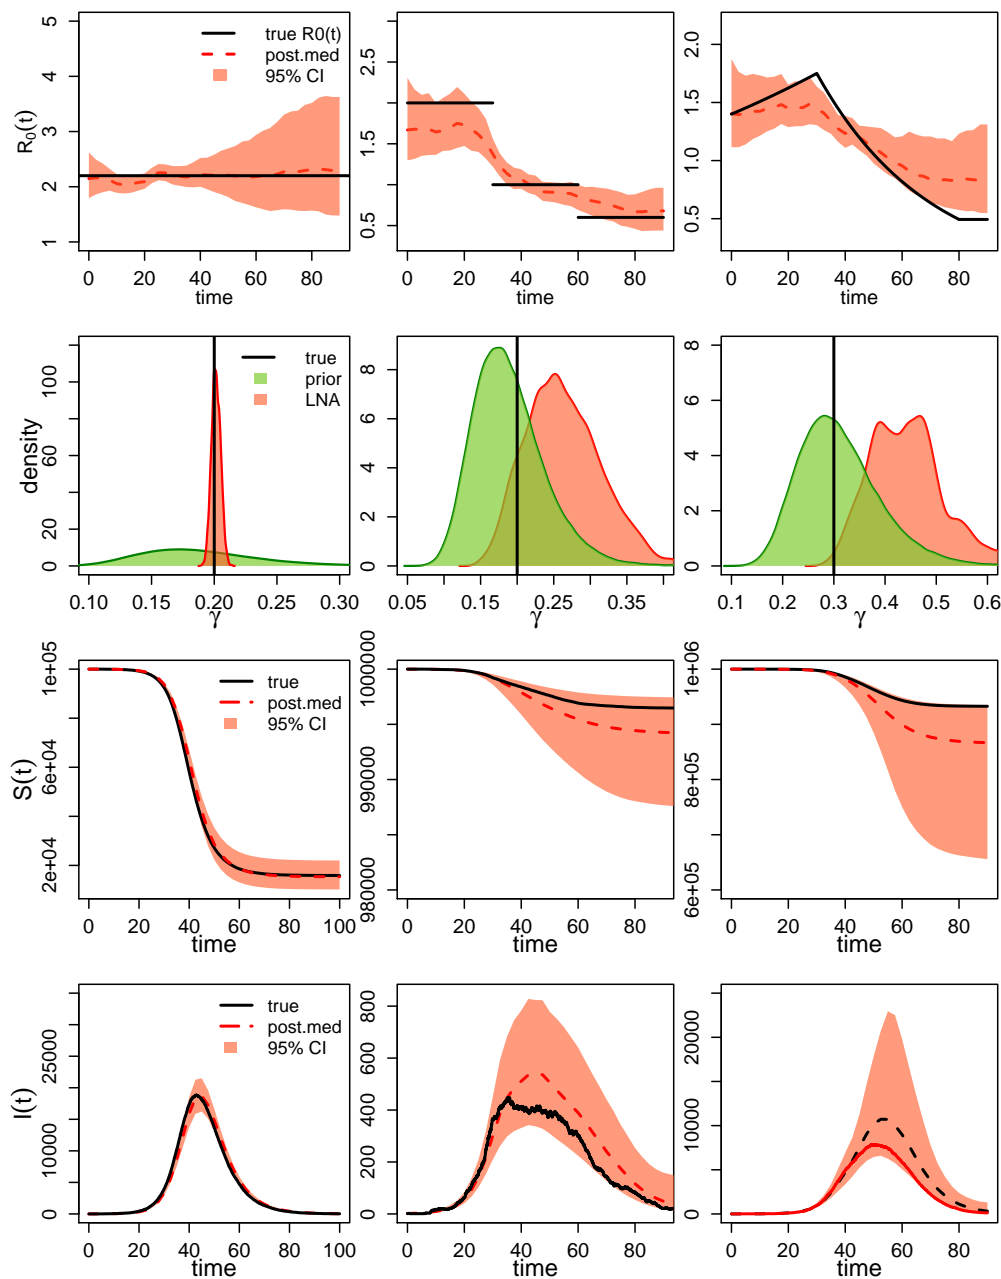 R₀(t)
5
4
3
2
1
true R0(t)
post.med
95% CI
0 20 40 60 80
time
2.5
1.5
0.5
0 20 40 60 80
time
2.0
1.5
1.0
0.5
0 20 40 60 80
time
density
100
60
20
0
true
prior
LNA
0.10 0.15 0.20 0.25 0.30
γ
8
6
4
2
0
0.05 0.15 0.25 0.35
γ
8
6
4
2
0
0.1 0.2 0.3 0.4 0.5 0.6
γ
S(t)
1e+05
6e+04
2e+04
true
post.med
95% CI
0 20 40 60 80 100
time
1000000
990000
980000
0 20 40 60 80
time
1e+06
8e+05
6e+05
0 20 40 60 80
time
I(t)
25000
10000
0
true
post.med
95% CI
0 20 40 60 80 100
time
800
600
400
200
0
0 20 40 60 80
time
20000
10000
0
0 20 40 60 80
time